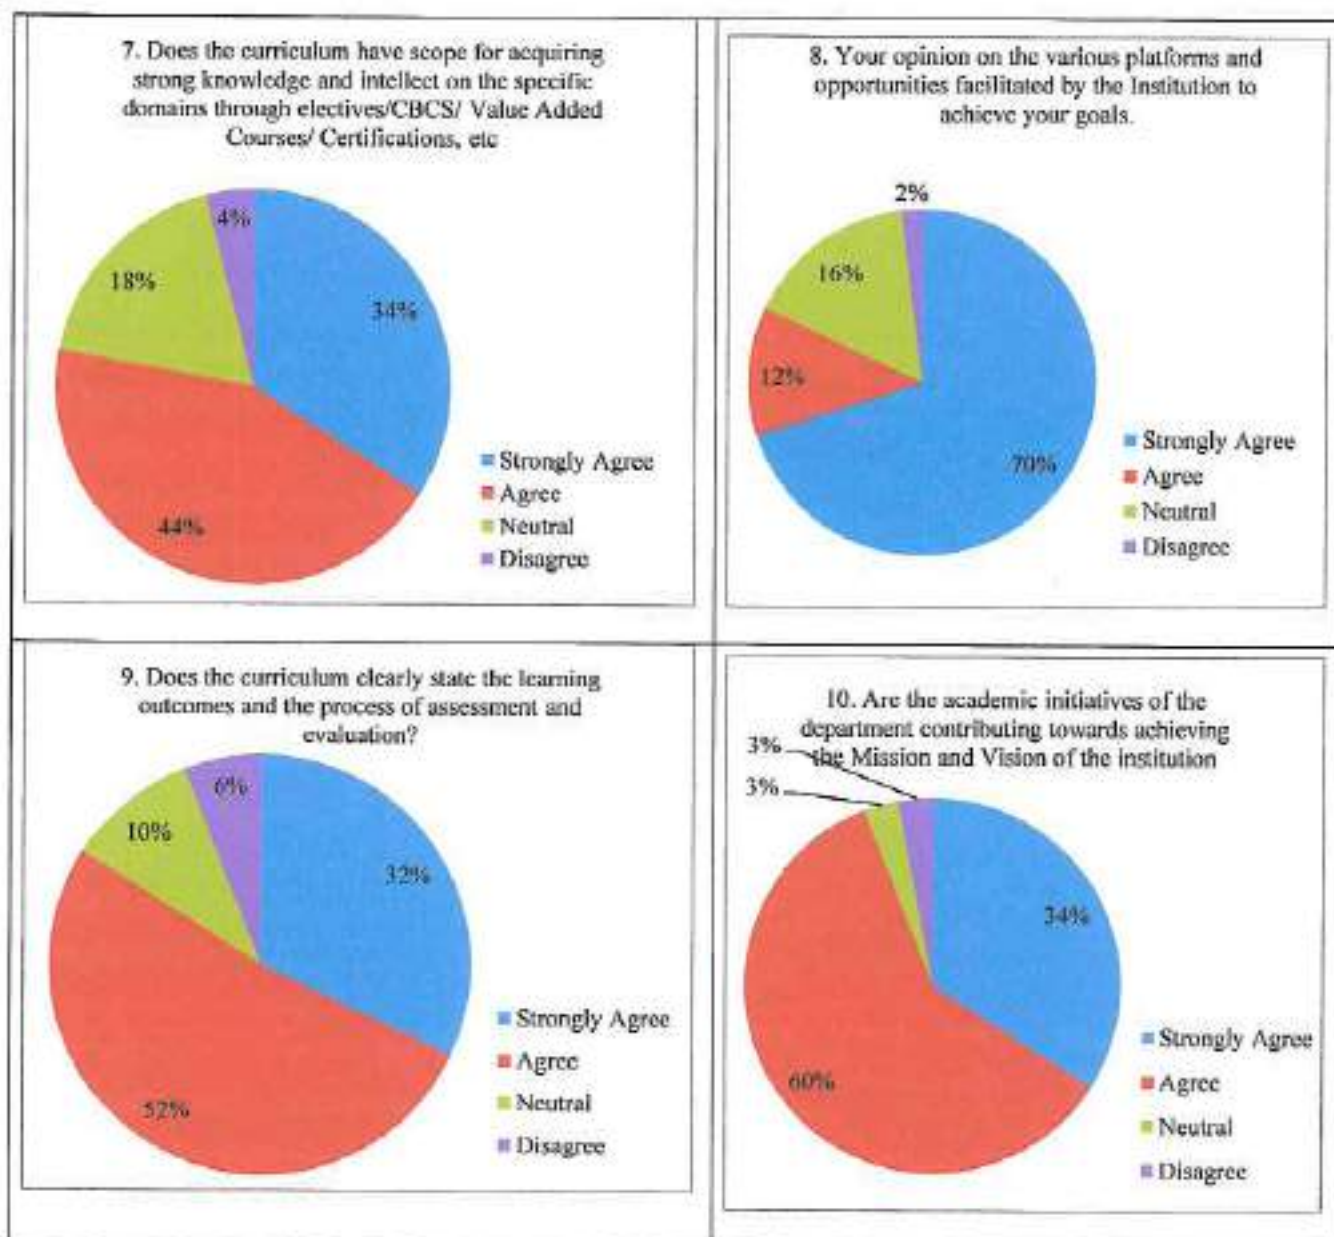 7. Does the curriculum have scope for acquiring
strong knowledge and intellect on the specific
domains through electives/CBCS/ Value Added
Courses/ Certifications, etc
4%
18%
34%
44%
Strongly Agree
Agree
Neutral
Disagree
8. Your opinion on the various platforms and
opportunities facilitated by the Institution to
achieve your goals.
2%
16%
12%
70%
Strongly Agree
Agree
Neutral
Disagree
9. Does the curriculum clearly state the learning
outcomes and the process of assessment and
evaluation?
6%
10%
32%
52%
Strongly Agree
Agree
Neutral
Disagree
10. Are the academic initiatives of the
department contributing towards achieving
the Mission and Vision of the institution
3%
3%
34%
60%
Strongly Agree
Agree
Neutral
Disagree